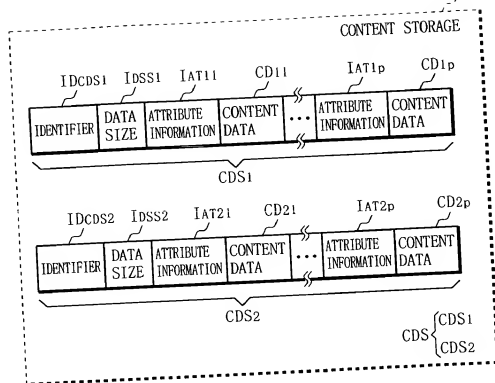 CONTENT STORAGE
IDCDS1 IDSS1 IAT11 CD11 IAT1p CD1p
IDENTIFIER DATA SIZE ATTRIBUTE INFORMATION CONTENT DATA ... ATTRIBUTE INFORMATION CONTENT DATA
CDS1
IDCDS2 IDSS2 IAT21 CD21 IAT2p CD2p
IDENTIFIER DATA SIZE ATTRIBUTE INFORMATION CONTENT DATA ... ATTRIBUTE INFORMATION CONTENT DATA
CDS2
CDS { CDS1
CDS2